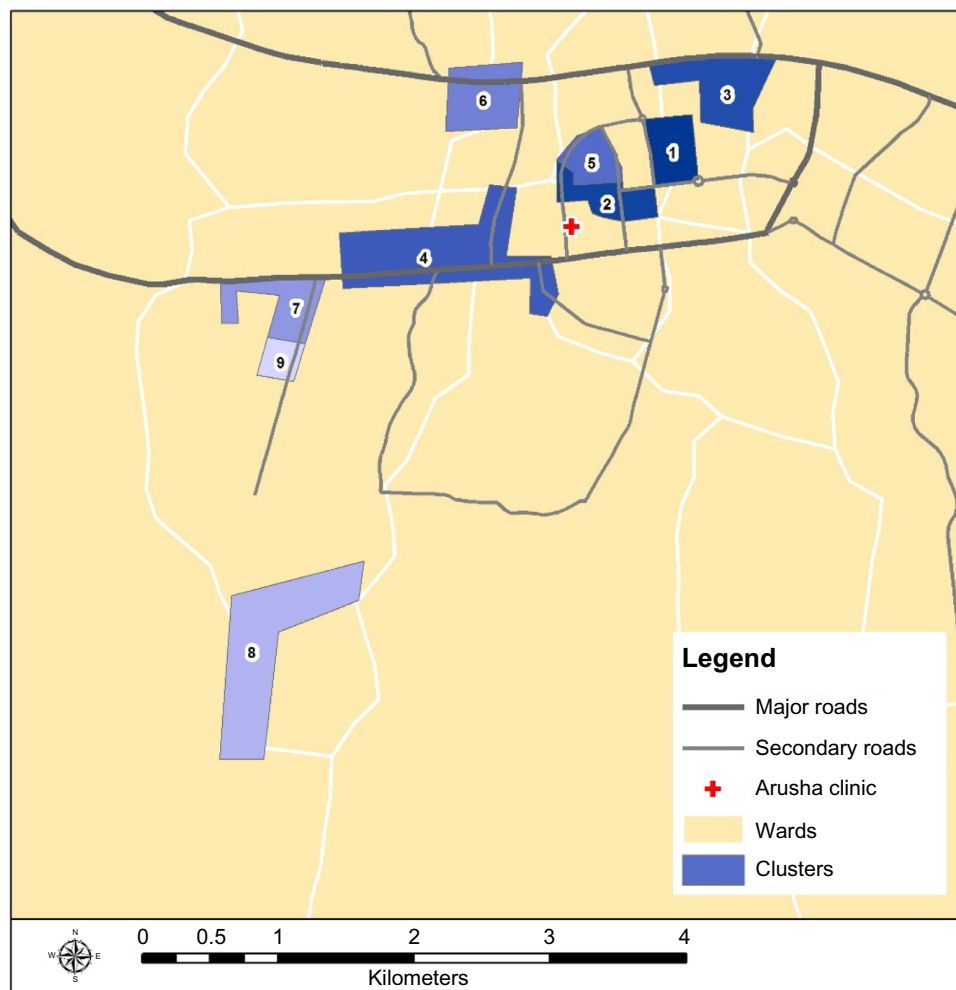 3
6
1
5
2
4
7
9
8
Legend
Major roads
Secondary roads
Arusha clinic
Wards
Clusters
N
W E
S
0 0.5 1 2 3 4
Kilometers